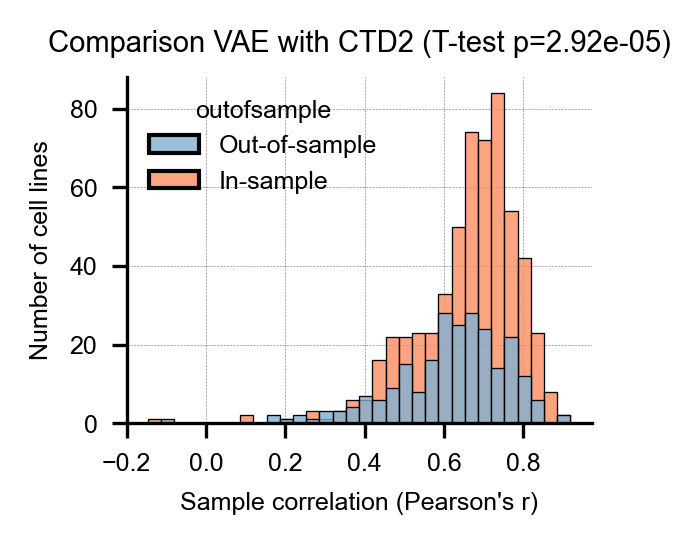 Comparison VAE with CTD2 (T-test p=2.92e-05)
outofsample
Out-of-sample
In-sample
Number of cell lines
80
60
40
20
0
−0.2 0.0 0.2 0.4 0.6 0.8
Sample correlation (Pearson's r)